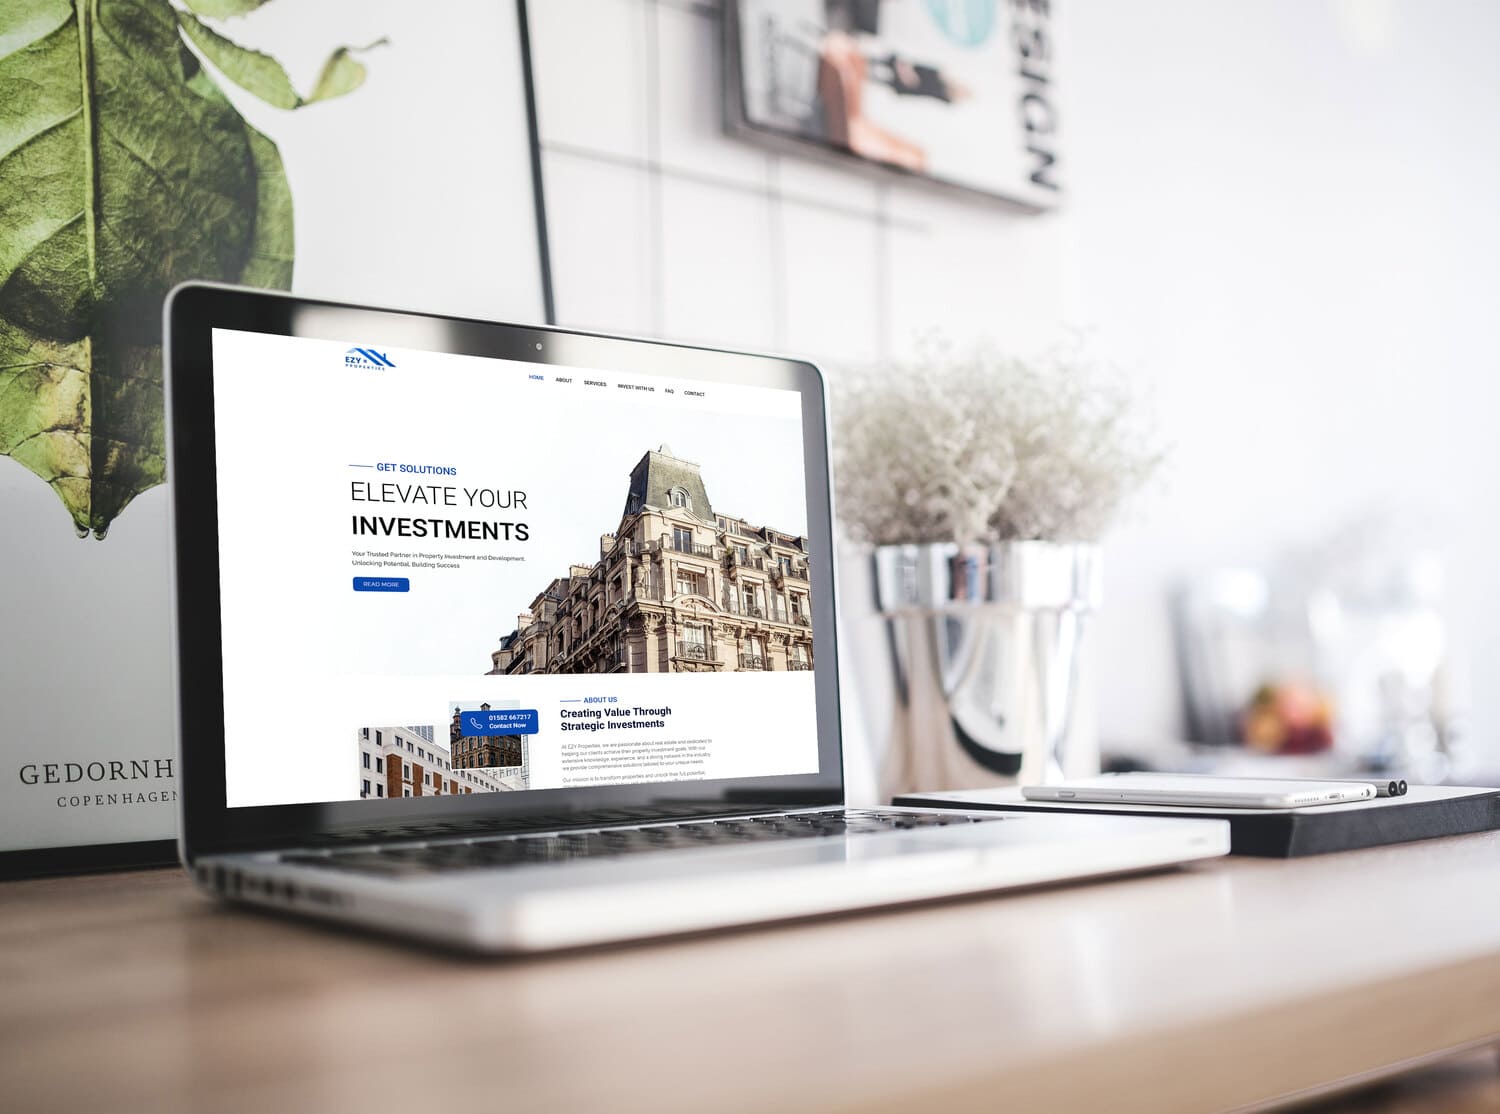 ESIGN
EZY
PROPERTIES
HOME ABOUT SERVICES INVEST WITH US FAQ CONTACT
GET SOLUTIONS
ELEVATE YOUR
INVESTMENTS
Your Trusted Partner in Property Investment and Development.
Unlocking Potential, Building Success
READ MORE
01582 667217
Contact Now
ABOUT US
Creating Value Through
Strategic Investments
At EZY Properties, we are passionate about real estate and dedicated to
helping our clients achieve their property investment goals. With our
extensive knowledge, experience, and a strong network in the industry,
we provide comprehensive solutions tailored to your unique needs.
Our mission is to transform properties and unlock their full potential,
GEDORNH
COPENHAGEN